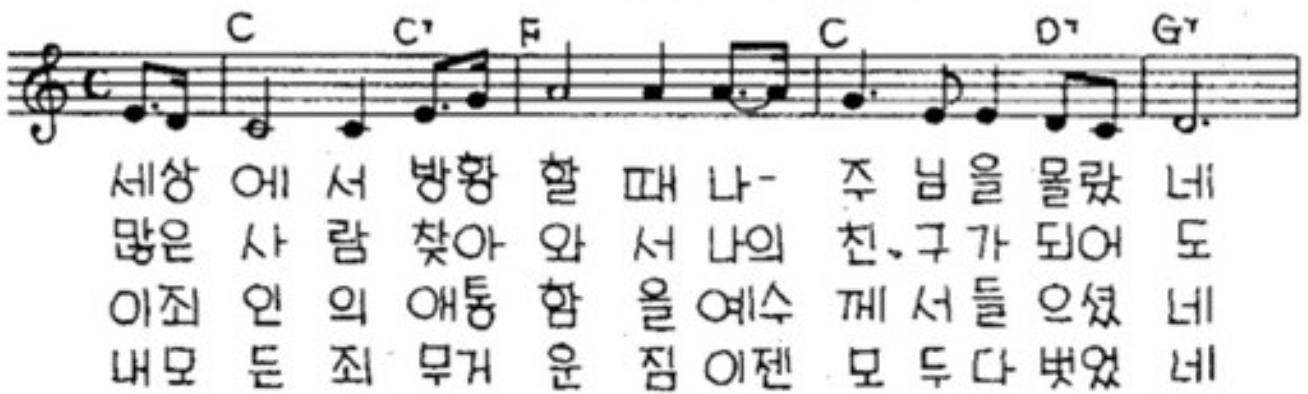 C C7 F C D7 G7
세상 에 서 방황 할 때 나- 주 님 을 몰랐 네
많은 사 람 찾아 와 서 나의 친구 가 되어 도
이죄 인 의 애통 함 을 예수 께 서 들 으셨 네
내모 든 죄 무거 운 짐 이젠 모 두 다 벗었 네